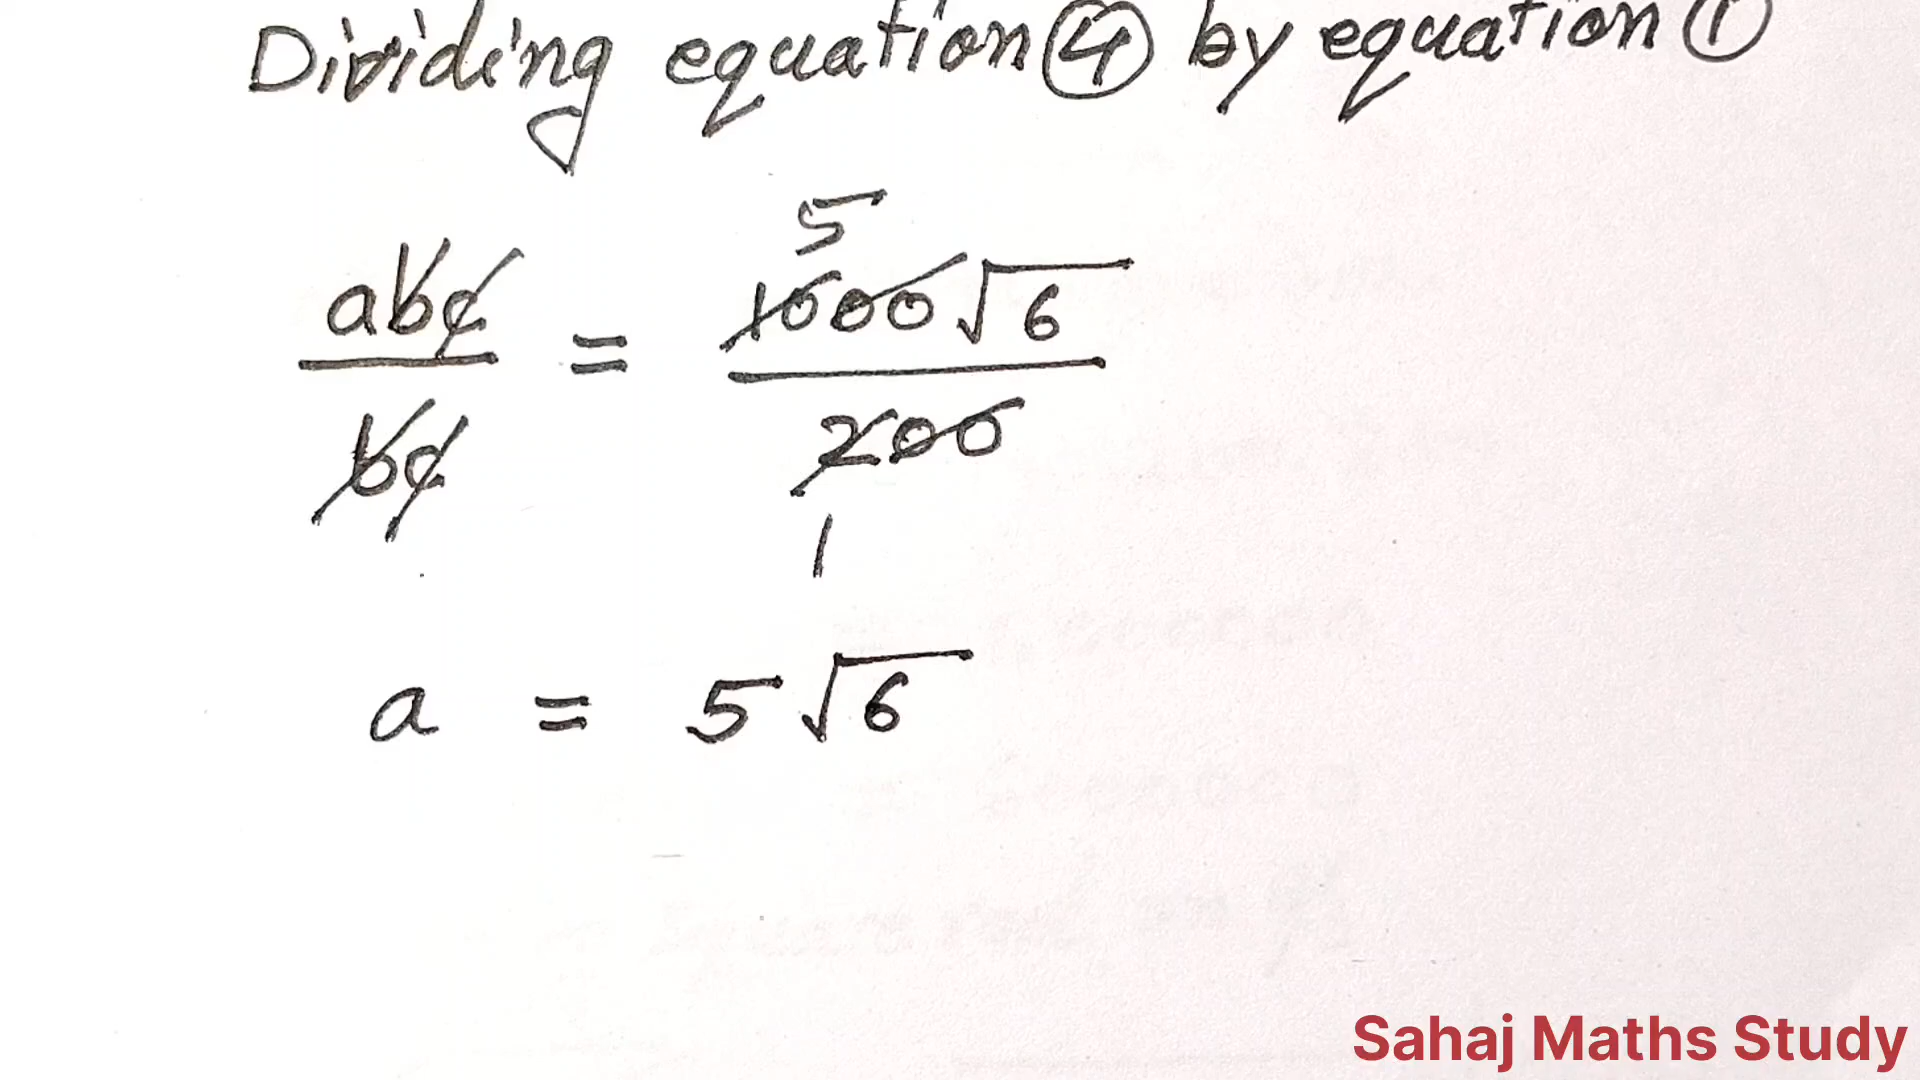 Dividing equation ④ by equation ①
abc / bc = 5 1000√6 / 200 1
a = 5√6
Sahaj Maths Study